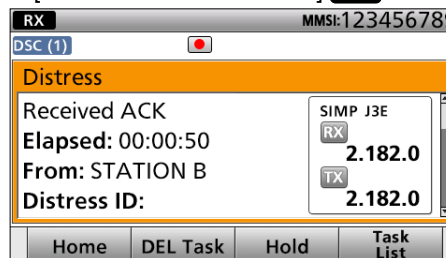 RX MMSI:123456789
DSC (1)
Distress
Received ACK
Elapsed: 00:00:50
From: STATION B
Distress ID:
SIMP J3E
RX
2.182.0
TX
2.182.0
Home DEL Task Hold Task List